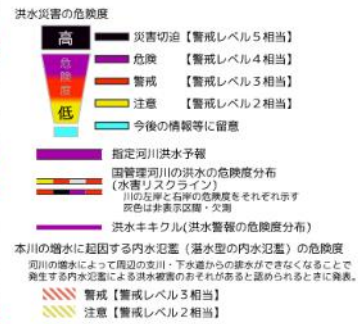 洪水災害の危険度
高
危険度
低
災害切迫【警戒レベル5相当】
危険 【警戒レベル4相当】
警戒 【警戒レベル3相当】
注意 【警戒レベル2相当】
今後の情報等に留意
指定河川洪水予報
国管理河川の洪水の危険度分布
(水害リスクライン)
川の左岸と右岸の危険度をそれぞれ示す
灰色は非表示区間・欠測
洪水キキクル(洪水警報の危険度分布)
本川の増水に起因する内水氾濫(湛水型の内水氾濫)の危険度
河川の増水によって周辺の支川・下水道からの排水ができなくなることで
発生する内水氾濫による浸水被害のおそれがあると認められるときに発表。
警戒【警戒レベル3相当】
注意【警戒レベル2相当】